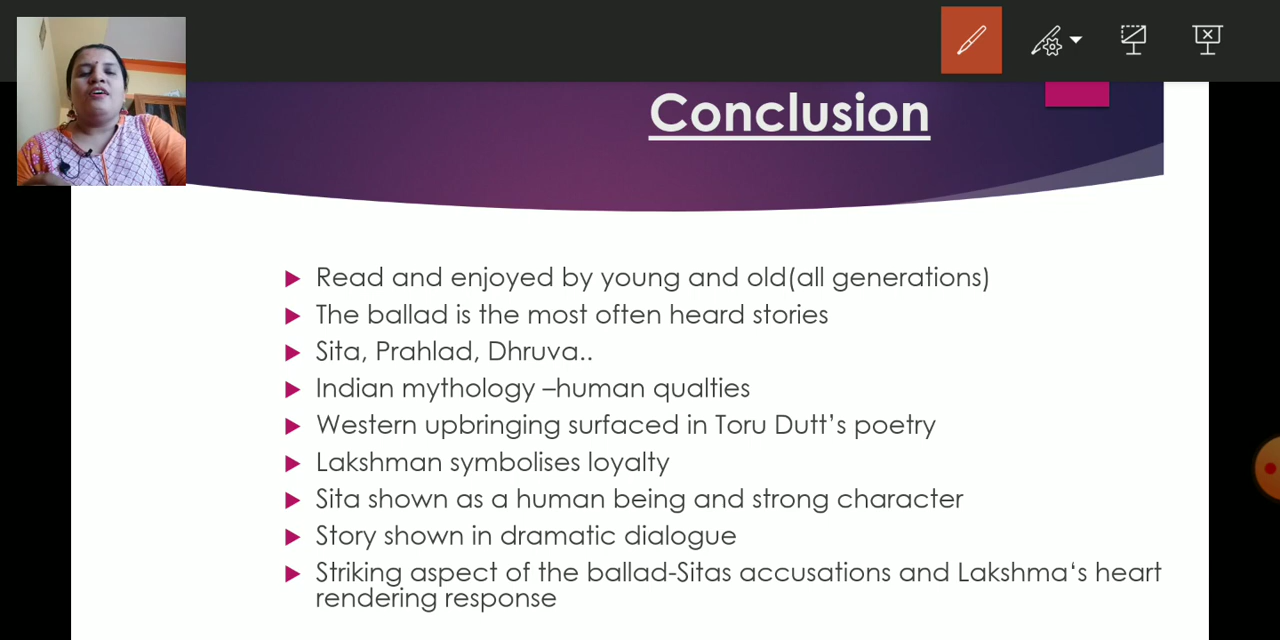 Conclusion
Read and enjoyed by young and old(all generations)
The ballad is the most often heard stories
Sita, Prahlad, Dhruva..
Indian mythology –human qualties
Western upbringing surfaced in Toru Dutt’s poetry
Lakshman symbolises loyalty
Sita shown as a human being and strong character
Story shown in dramatic dialogue
Striking aspect of the ballad-Sitas accusations and Lakshma‘s heart
rendering response